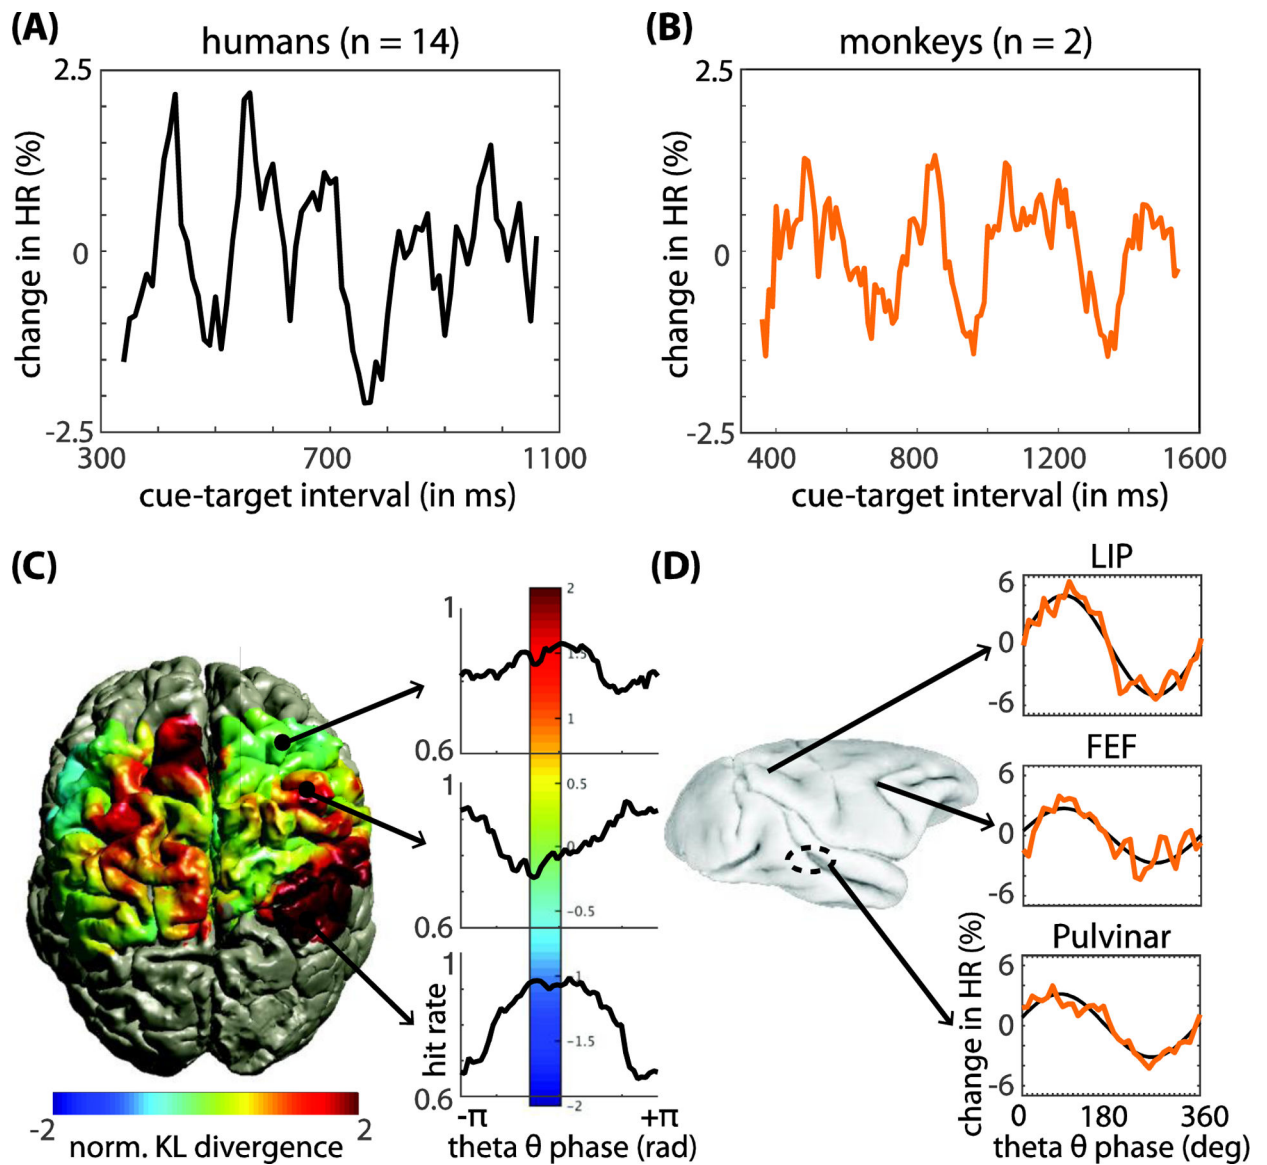 (A)
humans (n = 14)
2.5
0
-2.5
change in HR (%)
300
700
1100
cue-target interval (in ms)
(B)
monkeys (n = 2)
2.5
0
-2.5
change in HR (%)
400
800
1200
1600
cue-target interval (in ms)
(C)
-2
2
norm. KL divergence
1
0.6
1
0.6
1
0.6
hit rate
2
1.5
1
0.5
0
-0.5
-1
-1.5
-2
-π
+π
theta θ phase (rad)
(D)
LIP
6
0
-6
FEF
6
0
-6
Pulvinar
6
0
-6
change in HR (%)
0
180
360
theta θ phase (deg)